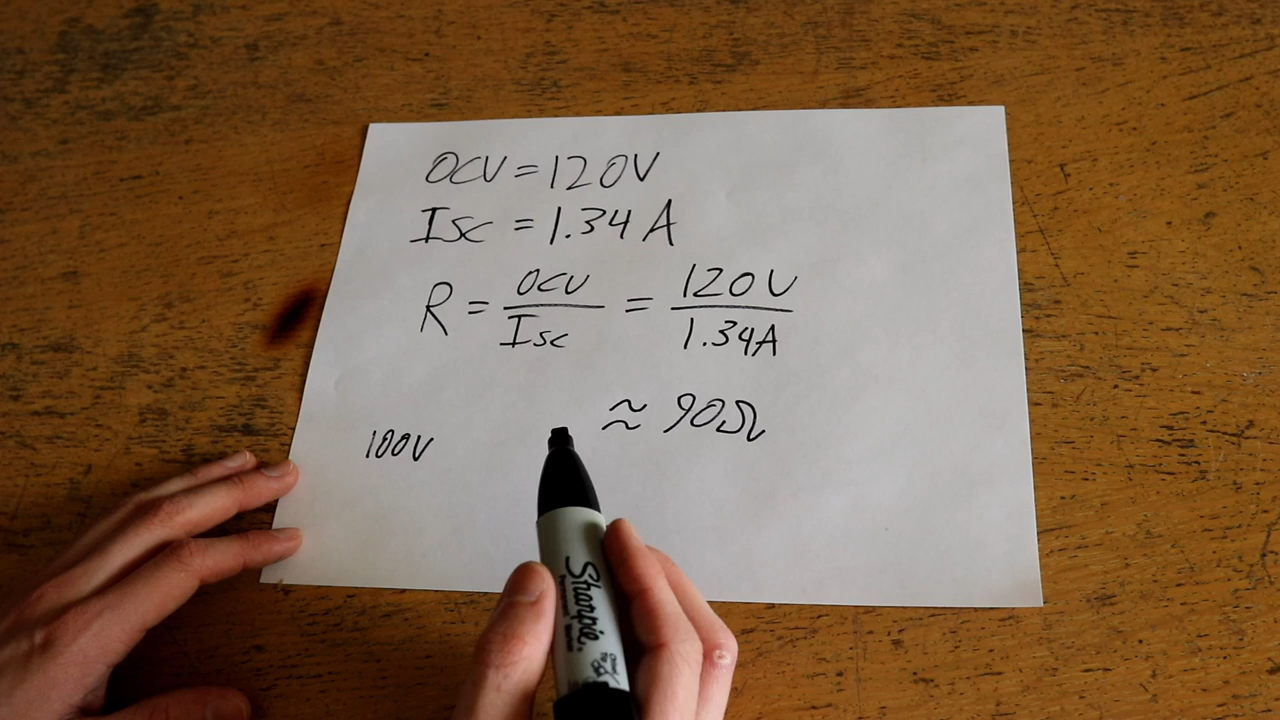 OCV = 120V
Isc = 1.34 A
R = OCV / Isc = 120V / 1.34A
≈ 90Ω
100V
Sharpie.